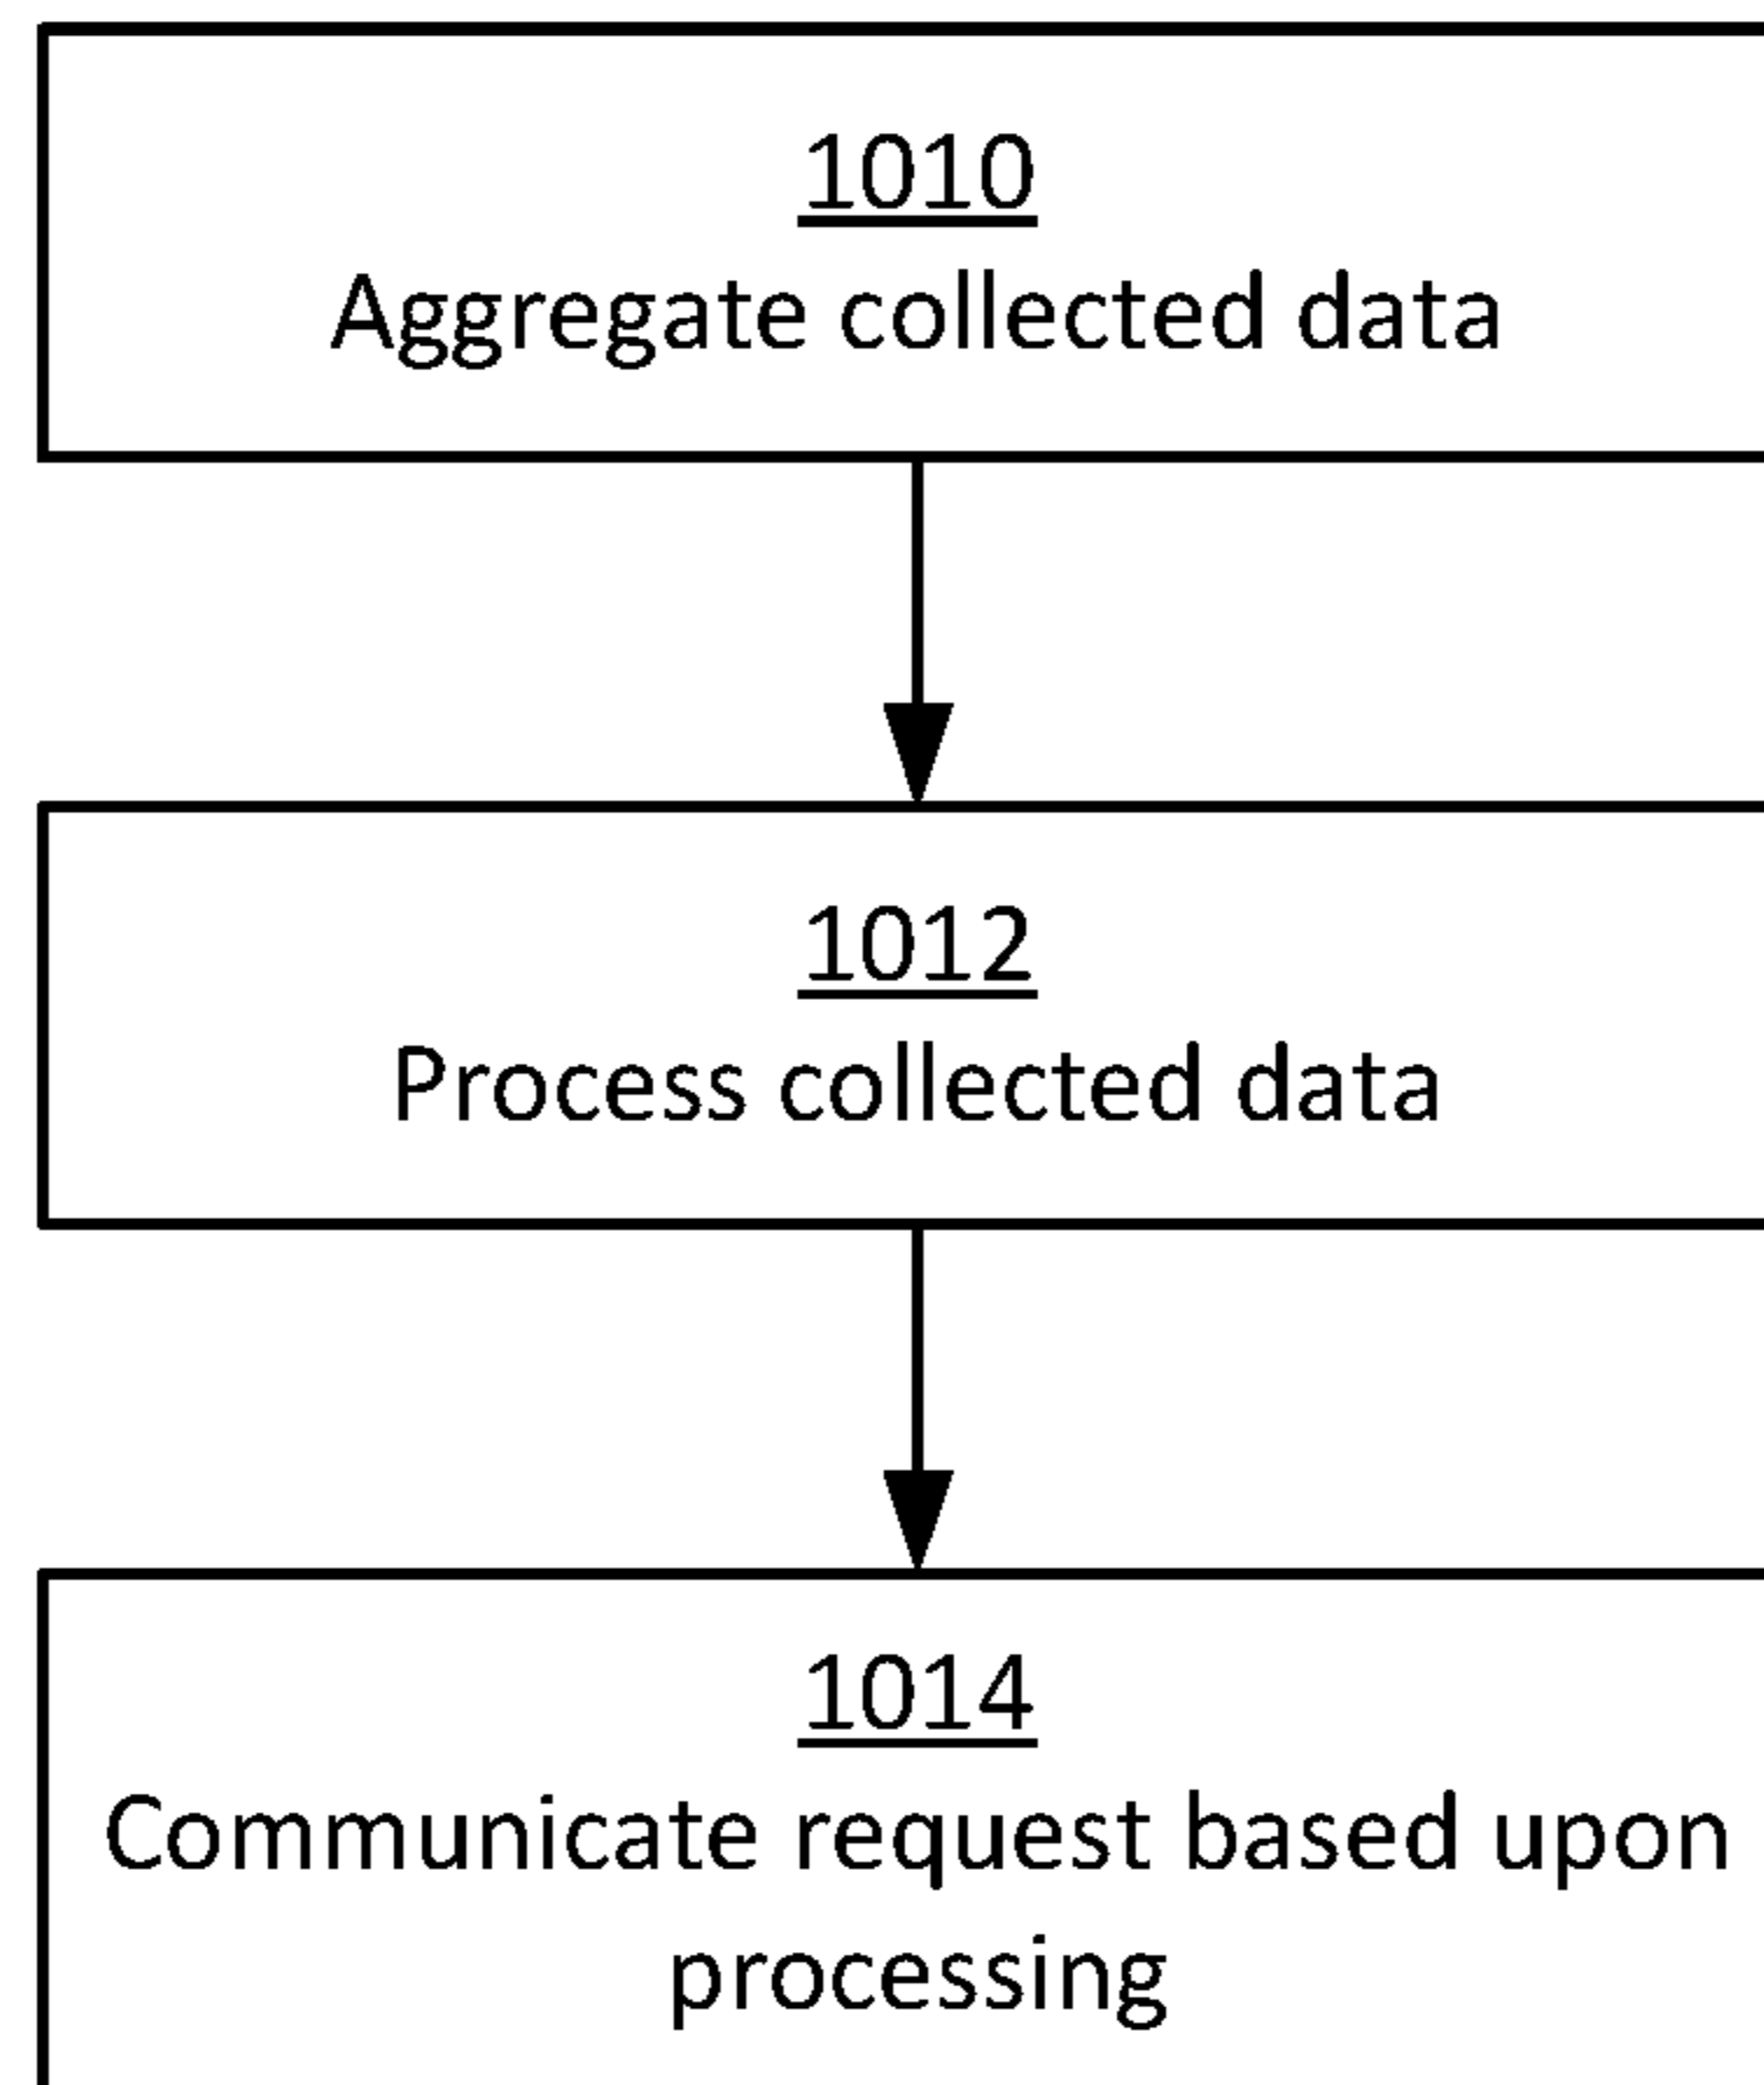 1010
Aggregate collected data
1012
Process collected data
1014
Communicate request based upon
processing